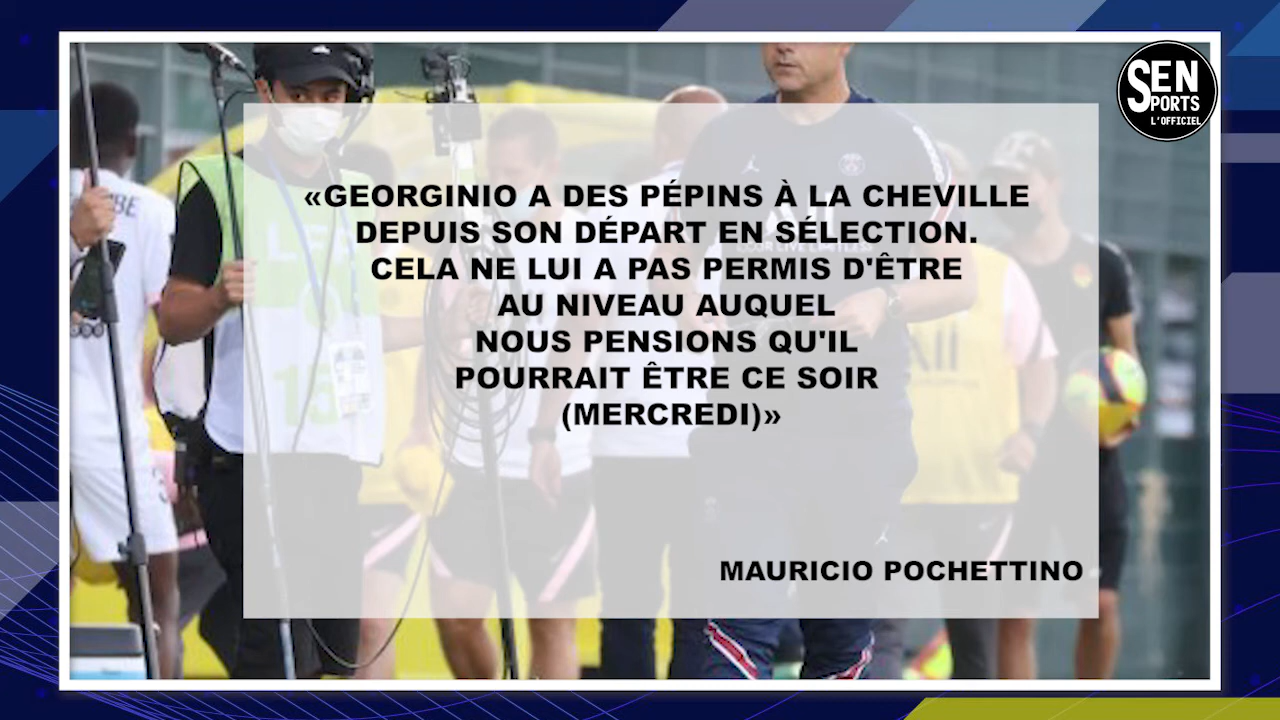 SEN
SPORTS
L'OFFICIEL
«GEORGINIO A DES PÉPINS À LA CHEVILLE
DEPUIS SON DÉPART EN SÉLECTION.
CELA NE LUI A PAS PERMIS D'ÊTRE
AU NIVEAU AUQUEL
NOUS PENSIONS QU'IL
POURRAIT ÊTRE CE SOIR
(MERCREDI)»
MAURICIO POCHETTINO
15